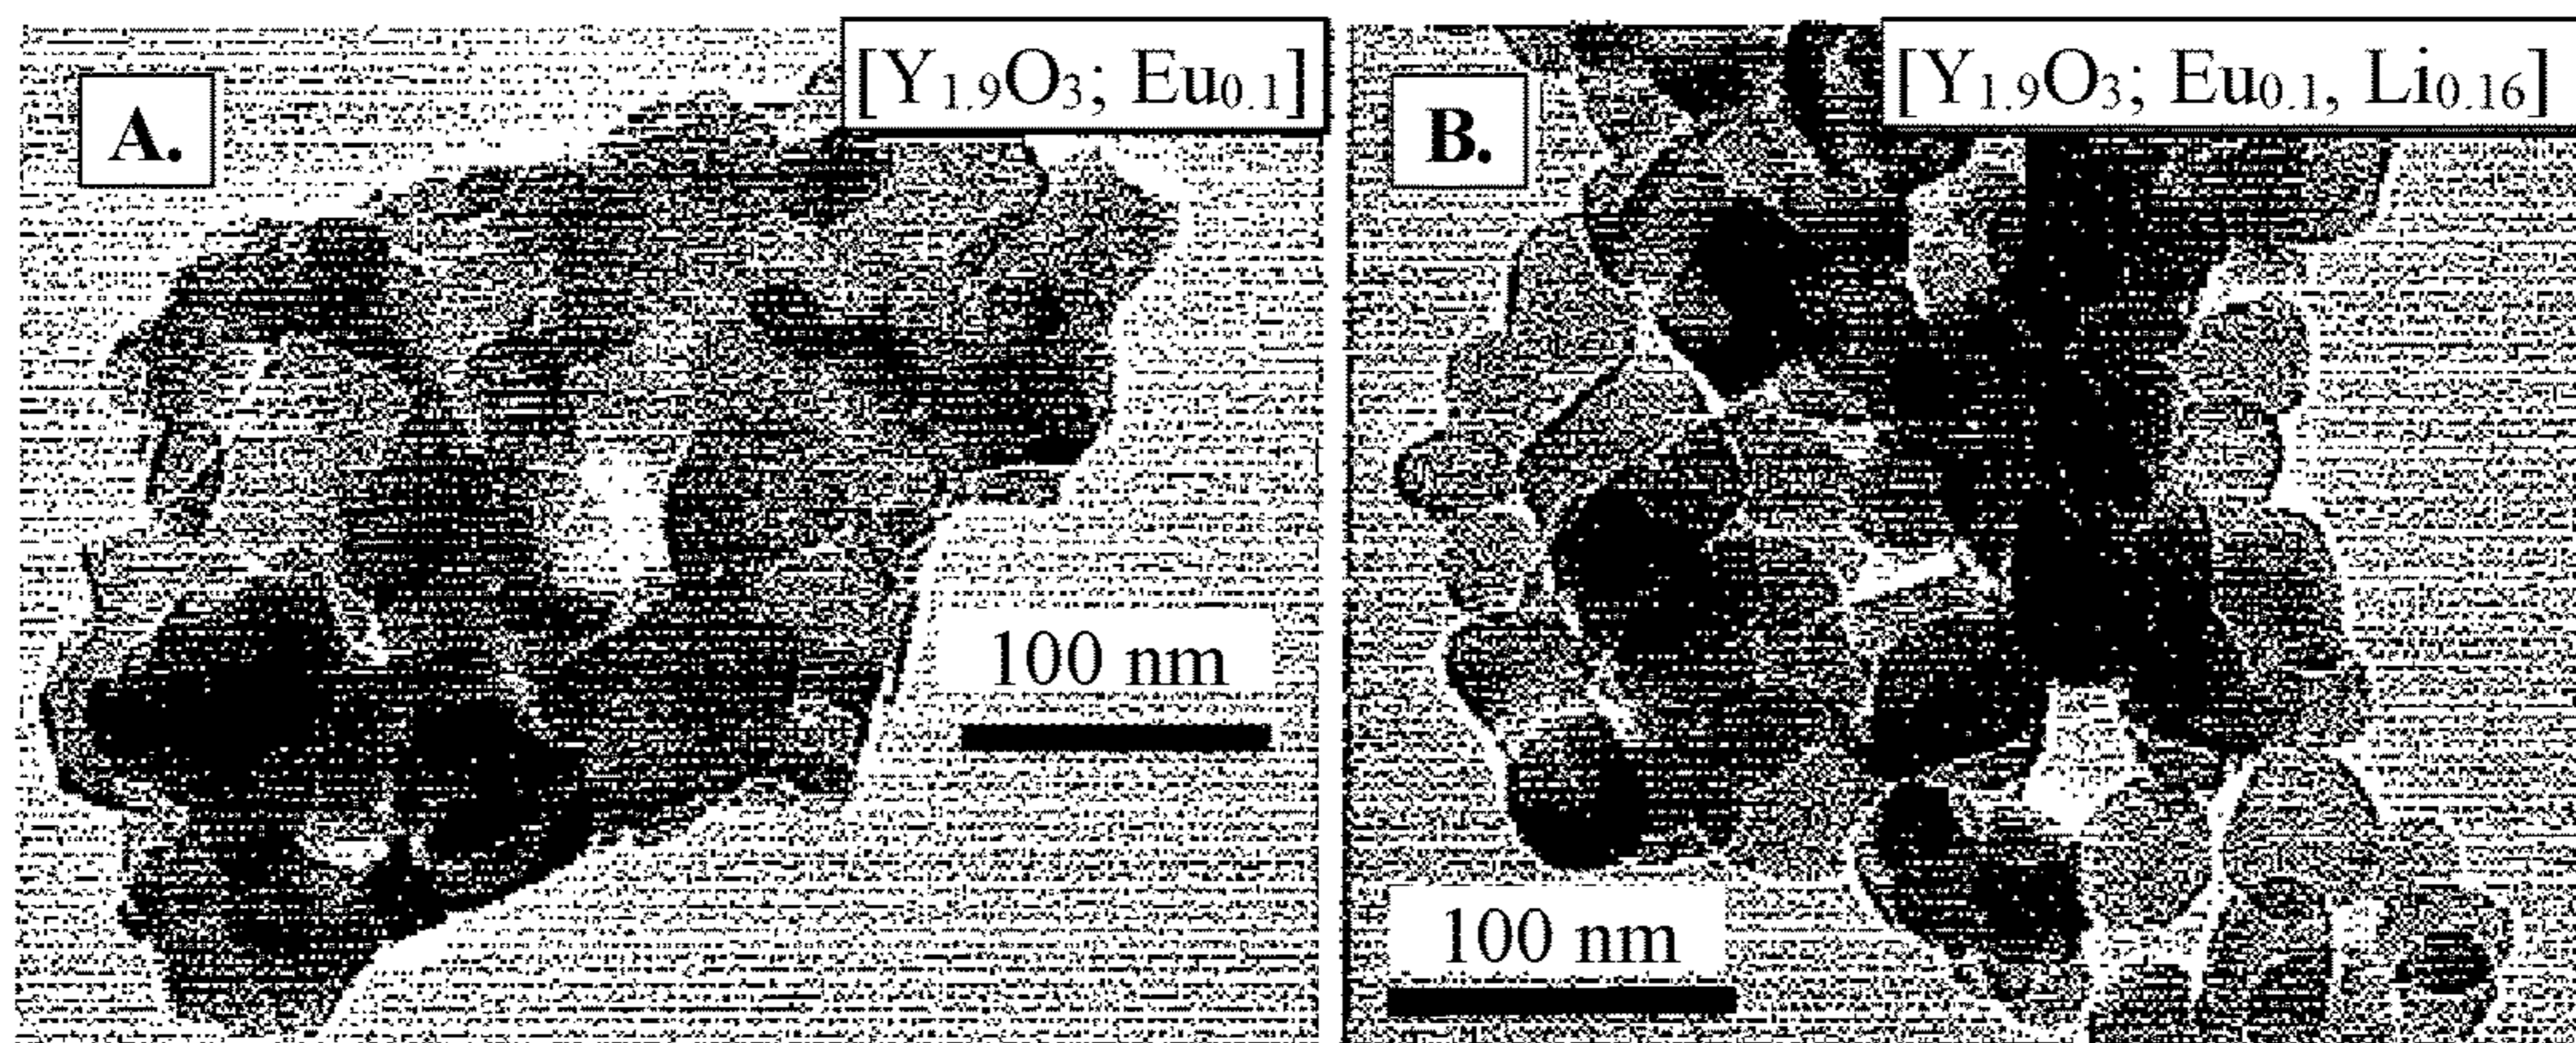 A.
[Y₁.₉O₃; Eu₀.₁]
100 nm
B.
[Y₁.₉O₃; Eu₀.₁, Li₀.₁₆]
100 nm